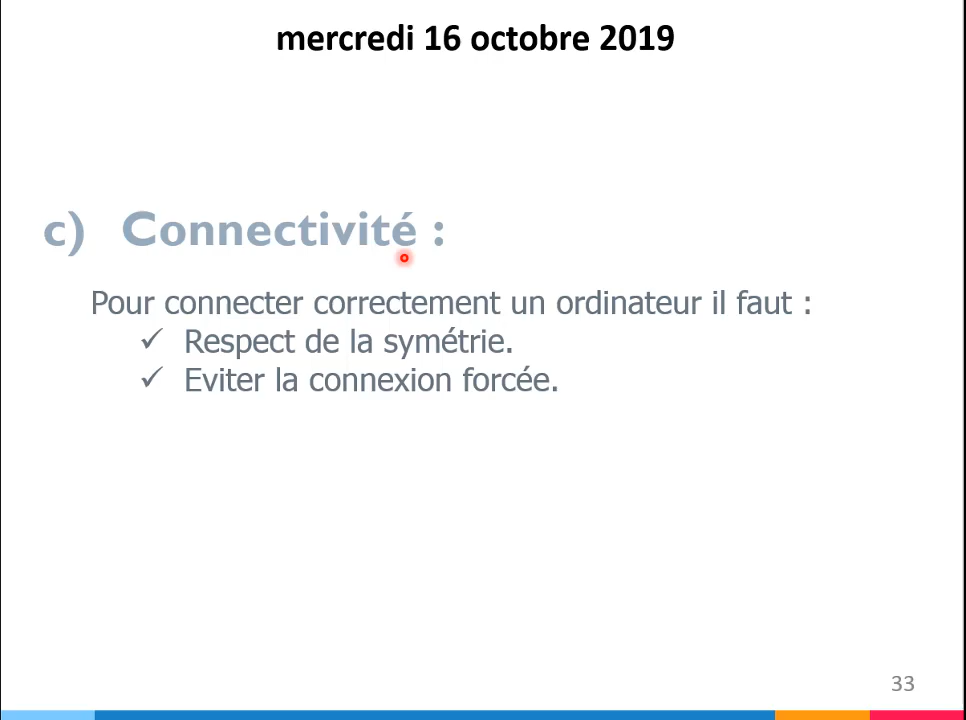 mercredi 16 octobre 2019
c) Connectivité :
Pour connecter correctement un ordinateur il faut :
✓ Respect de la symétrie.
✓ Eviter la connexion forcée.
33